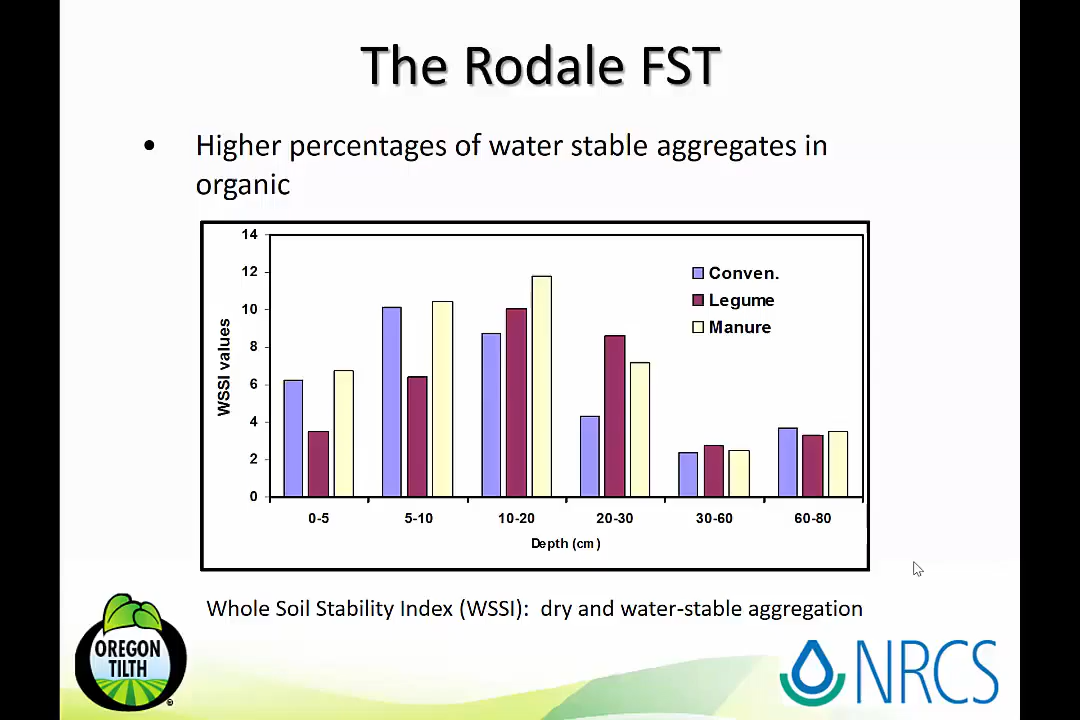 The Rodale FST
• Higher percentages of water stable aggregates in
organic
14
12
10
8
6
4
2
0
WSSI values
Conven.
Legume
Manure
0-5 5-10 10-20 20-30 30-60 60-80
Depth (cm)
Whole Soil Stability Index (WSSI): dry and water-stable aggregation
OREGON
TILTH
NRCS